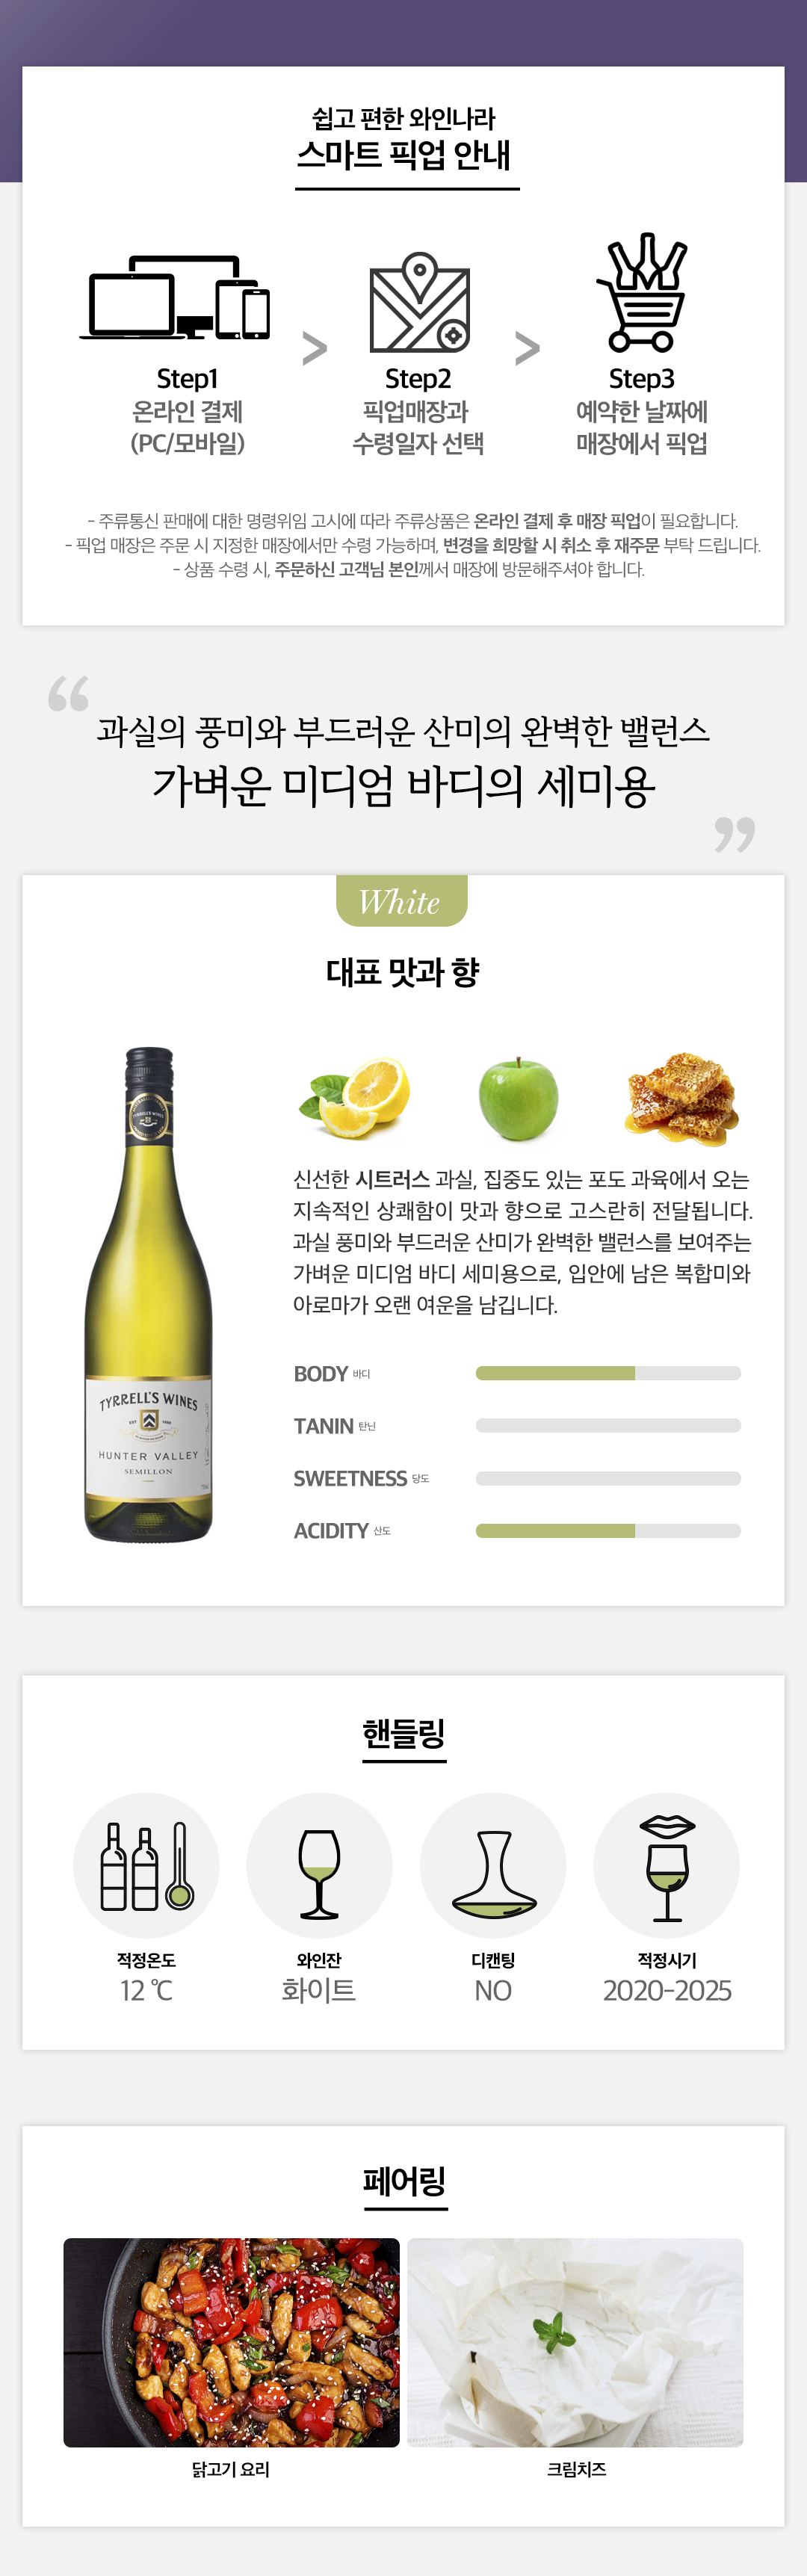 쉽고 편한 와인나라
스마트 픽업 안내
Step1
온라인 결제
(PC/모바일)
>
Step2
픽업매장과
수령일자 선택
>
Step3
예약한 날짜에
매장에서 픽업
- 주류통신 판매에 대한 명령위임 고시에 따라 주류상품은 온라인 결제 후 매장 픽업이 필요합니다.
- 픽업 매장은 주문 시 지정한 매장에서만 수령 가능하며, 변경을 희망할 시 취소 후 재주문 부탁 드립니다.
- 상품 수령 시, 주문하신 고객님 본인께서 매장에 방문해주셔야 합니다.
“
과실의 풍미와 부드러운 산미의 완벽한 밸런스
가벼운 미디엄 바디의 세미용
”
White
대표 맛과 향
TYRRELL'S WINES
TYRRELL'S WINES
HUNTER VALLEY
SEMILLON
신선한 시트러스 과실, 집중도 있는 포도 과육에서 오는
지속적인 상쾌함이 맛과 향으로 고스란히 전달됩니다.
과실 풍미와 부드러운 산미가 완벽한 밸런스를 보여주는
가벼운 미디엄 바디 세미용으로, 입안에 남은 복합미와
아로마가 오랜 여운을 남깁니다.
BODY 바디
TANIN 탄닌
SWEETNESS 당도
ACIDITY 산도
핸들링
적정온도
12 ℃
와인잔
화이트
디캔팅
NO
적정시기
2020-2025
페어링
닭고기 요리
크림치즈